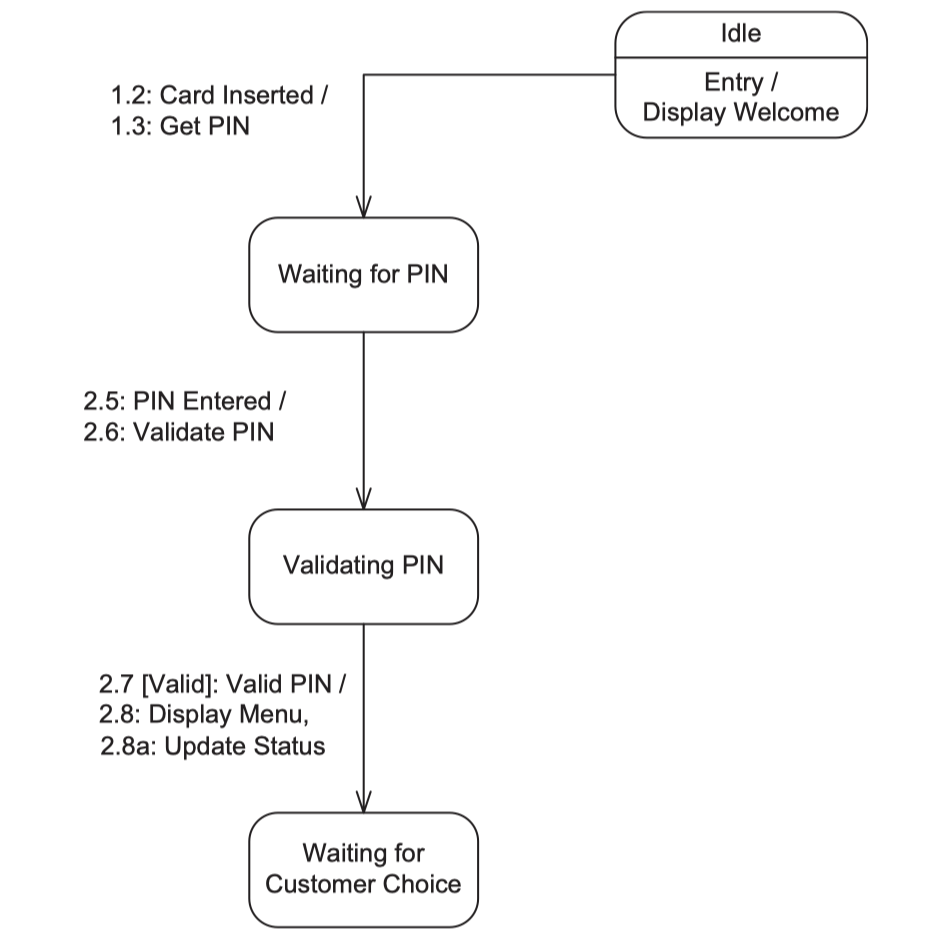 Idle
Entry /
Display Welcome
1.2: Card Inserted /
1.3: Get PIN
Waiting for PIN
2.5: PIN Entered /
2.6: Validate PIN
Validating PIN
2.7 [Valid]: Valid PIN /
2.8: Display Menu,
2.8a: Update Status
Waiting for
Customer Choice